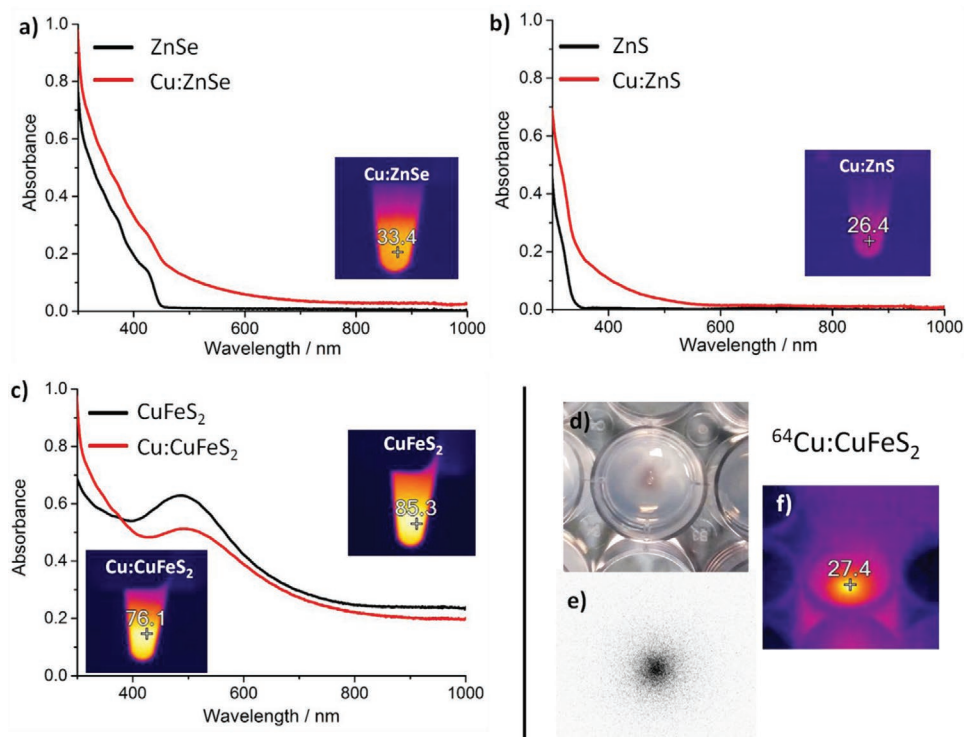 a)
ZnSe
Cu:ZnSe
Absorbance
1.0
0.8
0.6
0.4
0.2
0.0
Cu:ZnSe
33.4
400
600
800
1000
Wavelength / nm
b)
ZnS
Cu:ZnS
Absorbance
1.0
0.8
0.6
0.4
0.2
0.0
Cu:ZnS
26.4
400
600
800
1000
Wavelength / nm
c)
CuFeS₂
Cu:CuFeS₂
Absorbance
1.0
0.8
0.6
0.4
0.2
0.0
CuFeS₂
85.3
Cu:CuFeS₂
76.1
400
600
800
1000
Wavelength / nm
d)
⁶⁴Cu:CuFeS₂
e)
f)
27.4